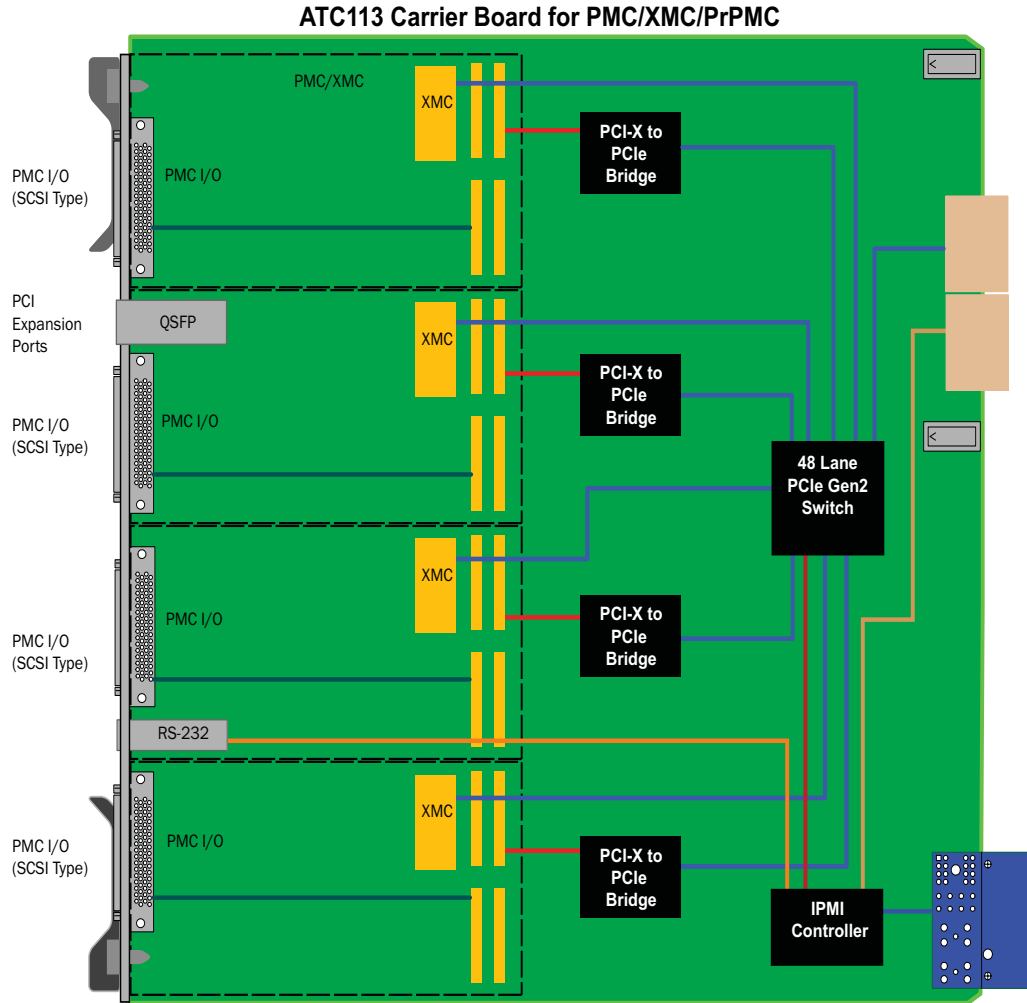 ATC113 Carrier Board for PMC/XMC/PrPMC
PMC/XMC
XMC
PCI-X to
PCIe
Bridge
PMC I/O
(SCSI Type)
PMC I/O
PCI
Expansion
Ports
QSFP
XMC
PCI-X to
PCIe
Bridge
PMC I/O
(SCSI Type)
PMC I/O
48 Lane
PCIe Gen2
Switch
XMC
PCI-X to
PCIe
Bridge
PMC I/O
(SCSI Type)
PMC I/O
RS-232
XMC
PMC I/O
(SCSI Type)
PMC I/O
PCI-X to
PCIe
Bridge
IPMI
Controller